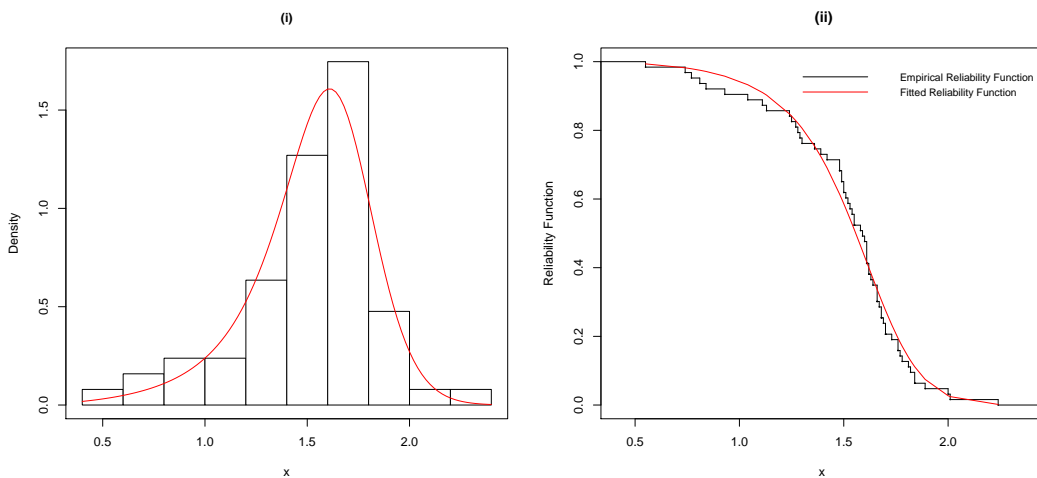 (i)
Density
0.0
0.5
1.0
1.5
0.5
1.0
1.5
2.0
x
(ii)
Reliability Function
0.0
0.2
0.4
0.6
0.8
1.0
Empirical Reliability Function
Fitted Reliability Function
0.5
1.0
1.5
2.0
x